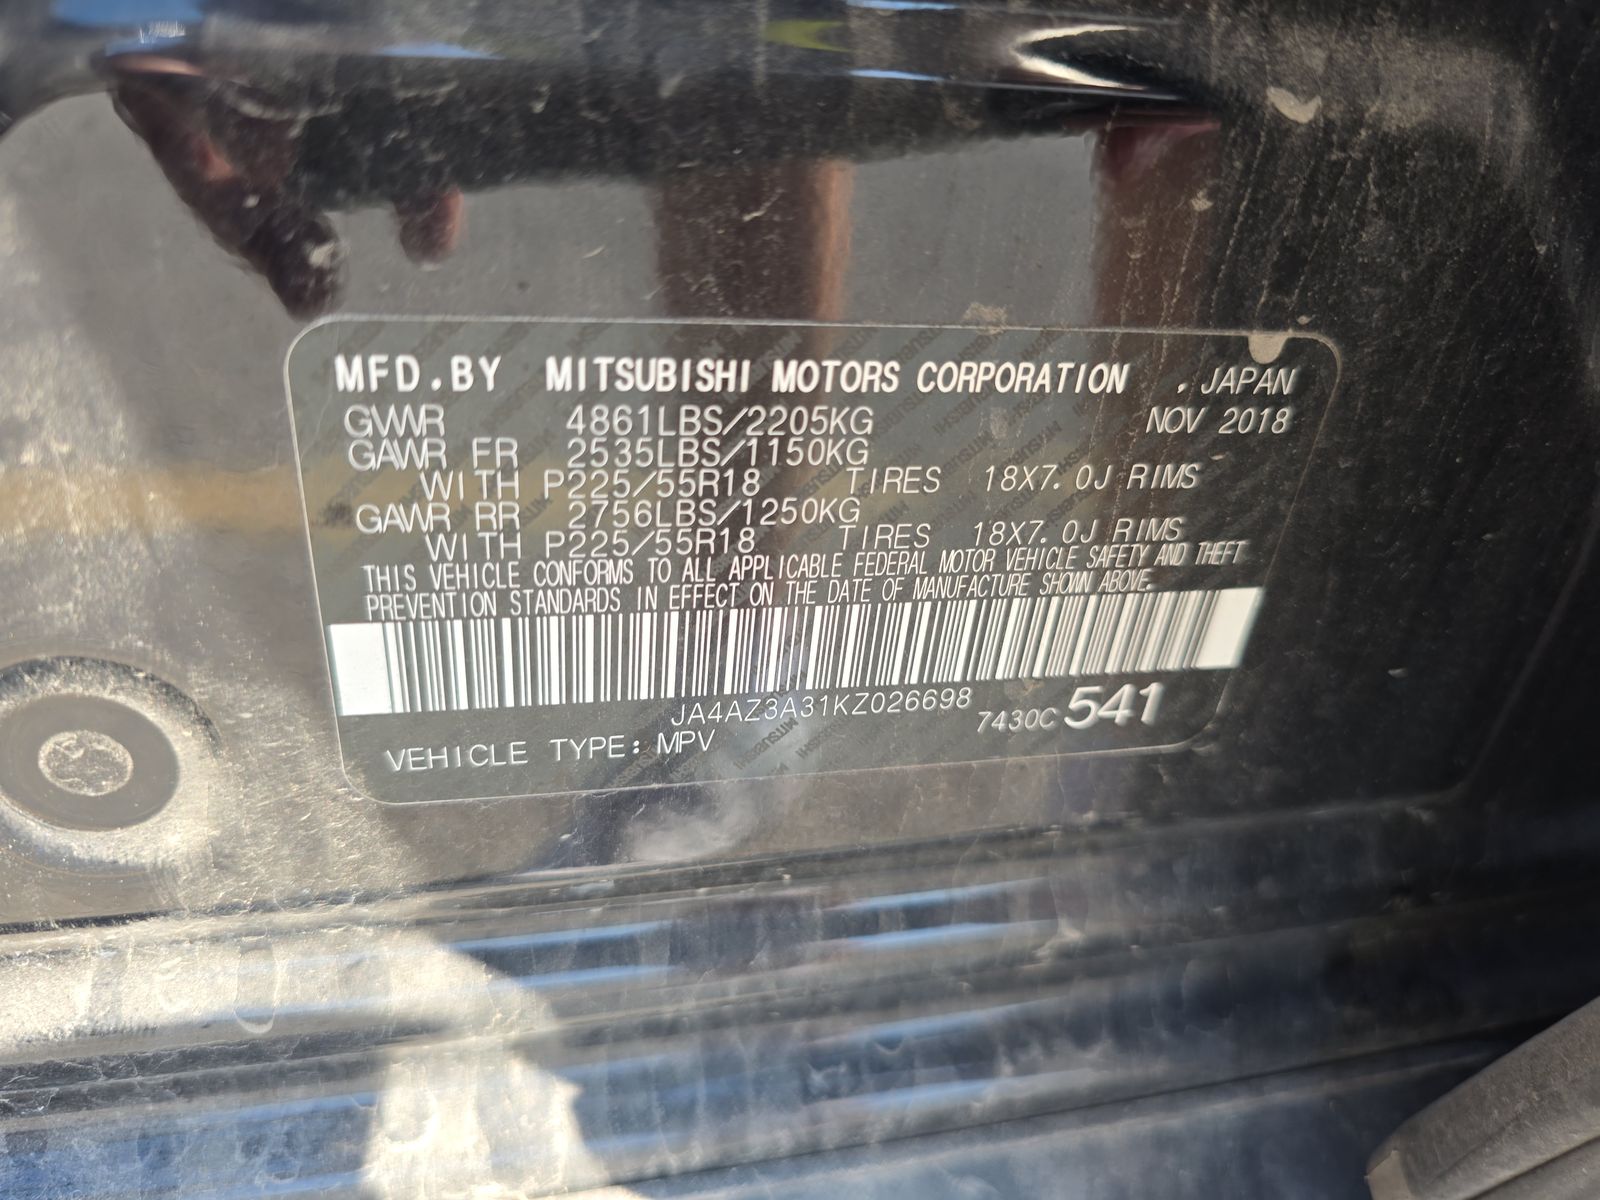 MFD.BY MITSUBISHI MOTORS CORPORATION , JAPAN
GVWR 4861LBS/2205KG NOV 2018
GAWR FR 2535LBS/1150KG
WITH P225/55R18 TIRES 18X7.0J RIMS
GAWR RR 2756LBS/1250KG
WITH P225/55R18 TIRES 18X7.0J RIMS
THIS VEHICLE CONFORMS TO ALL APPLICABLE FEDERAL MOTOR VEHICLE SAFETY AND THEFT
PREVENTION STANDARDS IN EFFECT ON THE DATE OF MANUFACTURE SHOWN ABOVE.
JA4AZ3A31KZ026698 7430C 541
VEHICLE TYPE: MPV